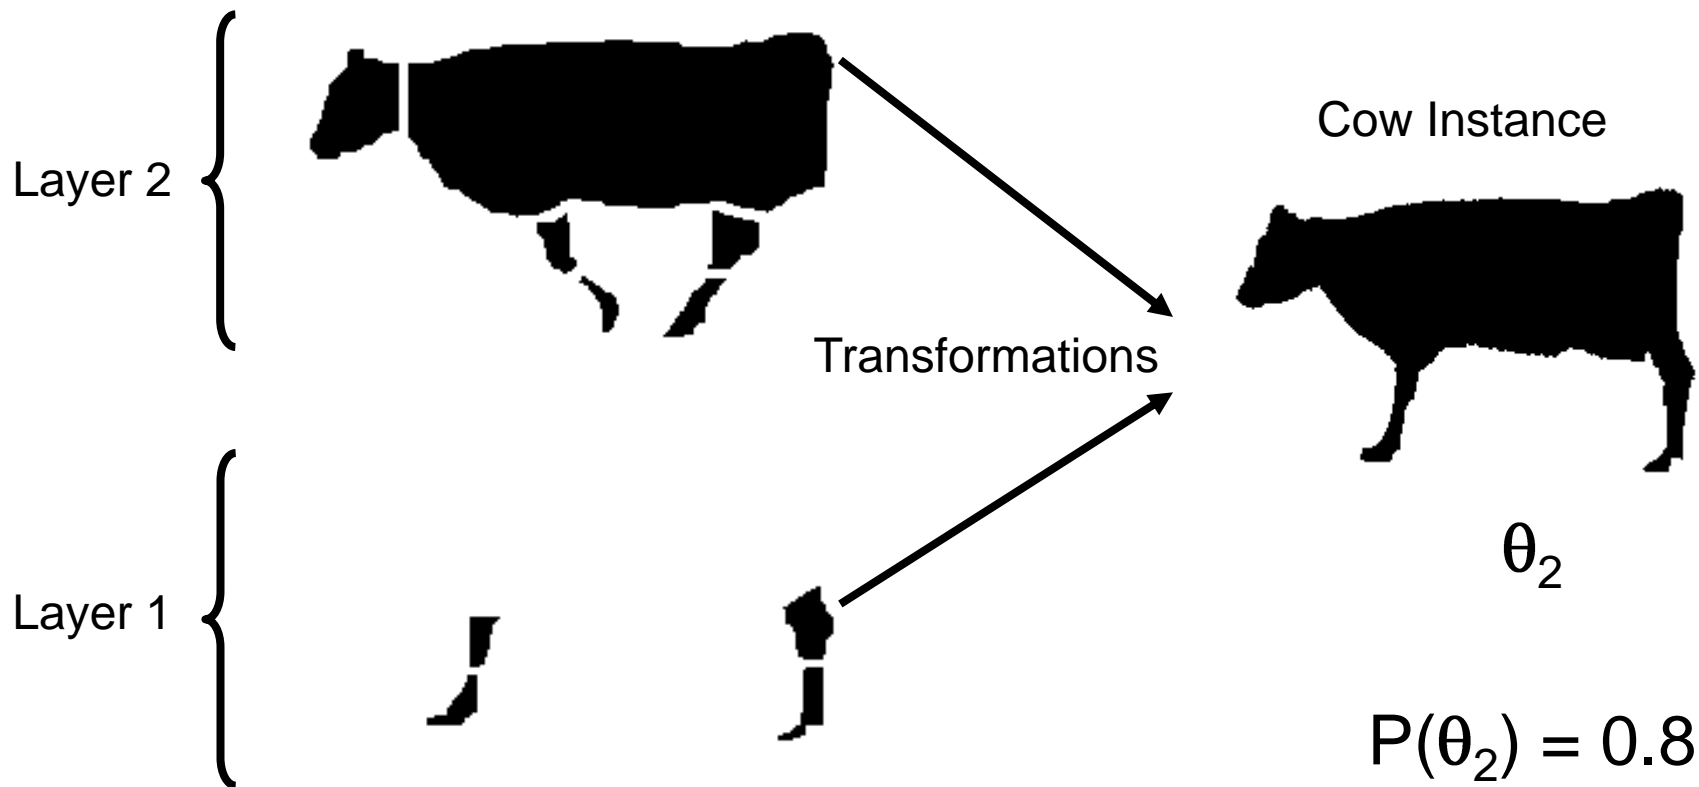 Cow Instance
Layer 2
Transformations
θ₂
Layer 1
P(θ₂) = 0.8